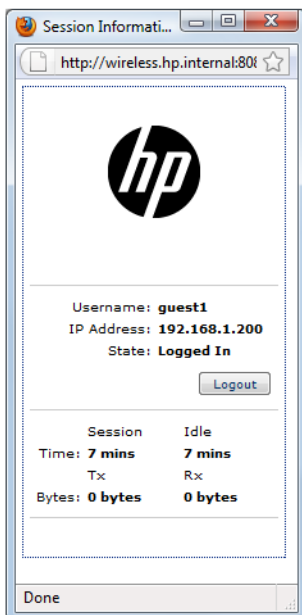 Session Informati...
http://wireless.hp.internal:808
hp
Username: guest1
IP Address: 192.168.1.200
State: Logged In
Logout
Session Idle
Time: 7 mins 7 mins
Tx Rx
Bytes: 0 bytes 0 bytes
Done